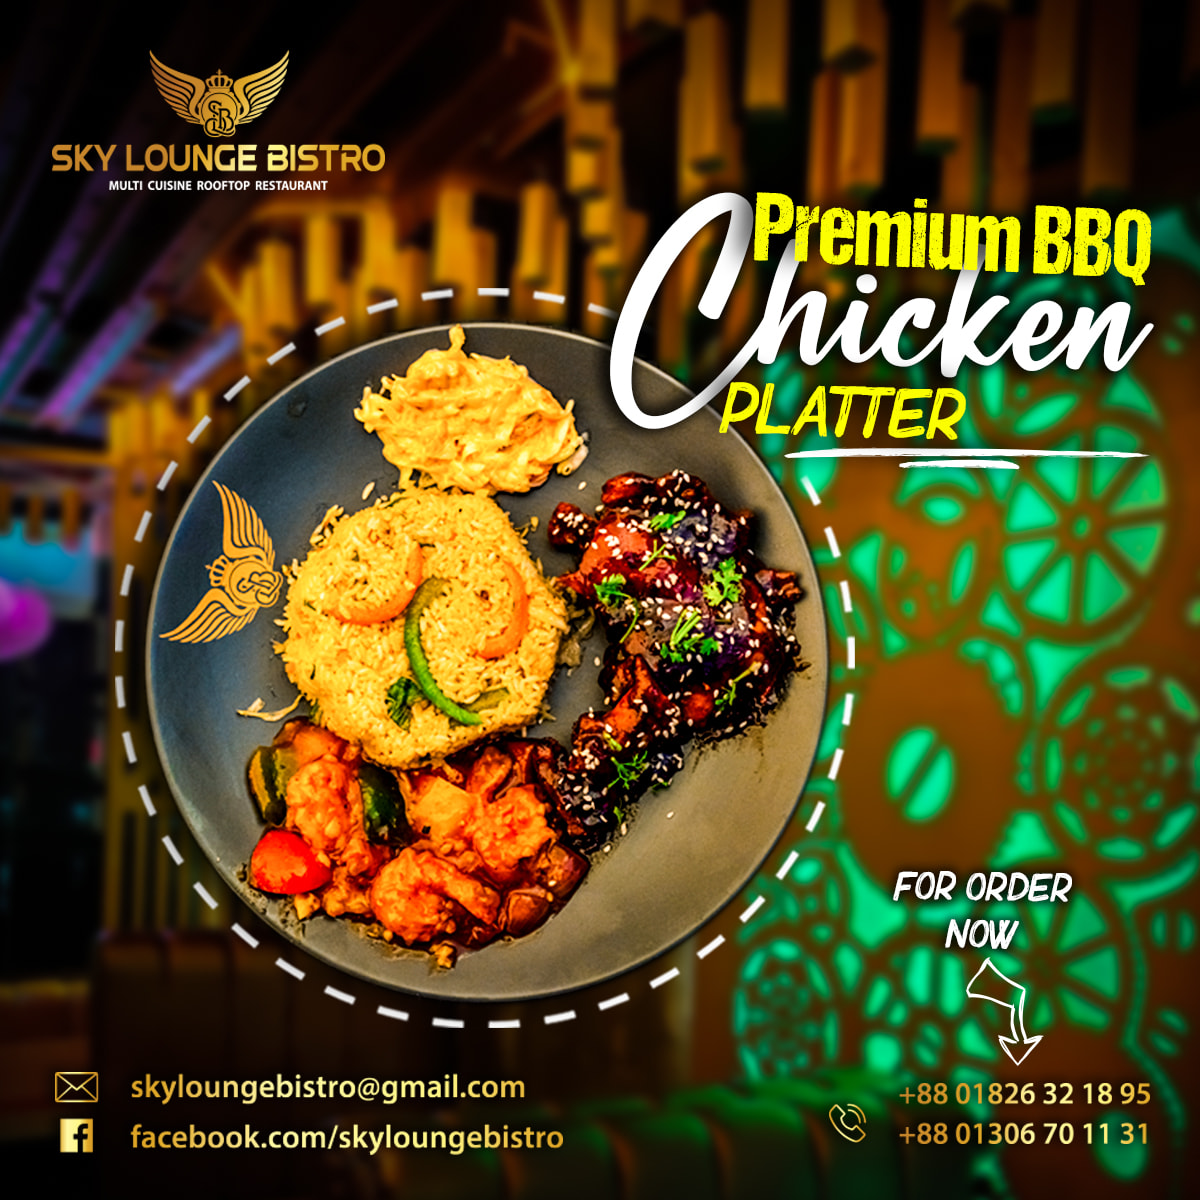 SKY LOUNGE BISTRO
MULTI CUISINE ROOFTOP RESTAURANT
Premium BBQ
Chicken
PLATTER
FOR ORDER
NOW
skyloungebistro@gmail.com
facebook.com/skyloungebistro
+88 01826 32 18 95
+88 01306 70 11 31